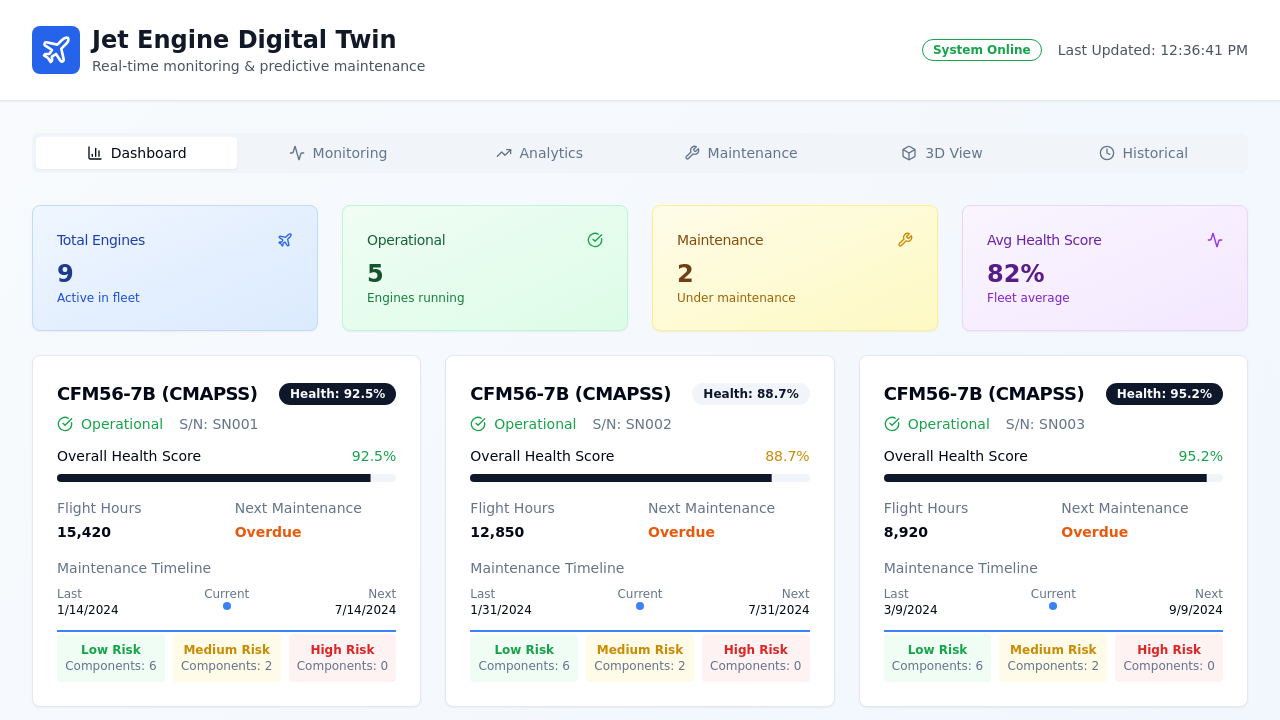 Jet Engine Digital Twin
Real-time monitoring & predictive maintenance
System Online
Last Updated: 12:36:41 PM
Dashboard
Monitoring
Analytics
Maintenance
3D View
Historical
Total Engines
9
Active in fleet
Operational
5
Engines running
Maintenance
2
Under maintenance
Avg Health Score
82%
Fleet average
CFM56-7B (CMAPSS)
Health: 92.5%
Operational
S/N: SN001
Overall Health Score
92.5%
Flight Hours
Next Maintenance
15,420
Overdue
Maintenance Timeline
Last
Current
Next
1/14/2024
7/14/2024
Low Risk
Medium Risk
High Risk
Components: 6
Components: 2
Components: 0
CFM56-7B (CMAPSS)
Health: 88.7%
Operational
S/N: SN002
Overall Health Score
88.7%
Flight Hours
Next Maintenance
12,850
Overdue
Maintenance Timeline
Last
Current
Next
1/31/2024
7/31/2024
Low Risk
Medium Risk
High Risk
Components: 6
Components: 2
Components: 0
CFM56-7B (CMAPSS)
Health: 95.2%
Operational
S/N: SN003
Overall Health Score
95.2%
Flight Hours
Next Maintenance
8,920
Overdue
Maintenance Timeline
Last
Current
Next
3/9/2024
9/9/2024
Low Risk
Medium Risk
High Risk
Components: 6
Components: 2
Components: 0